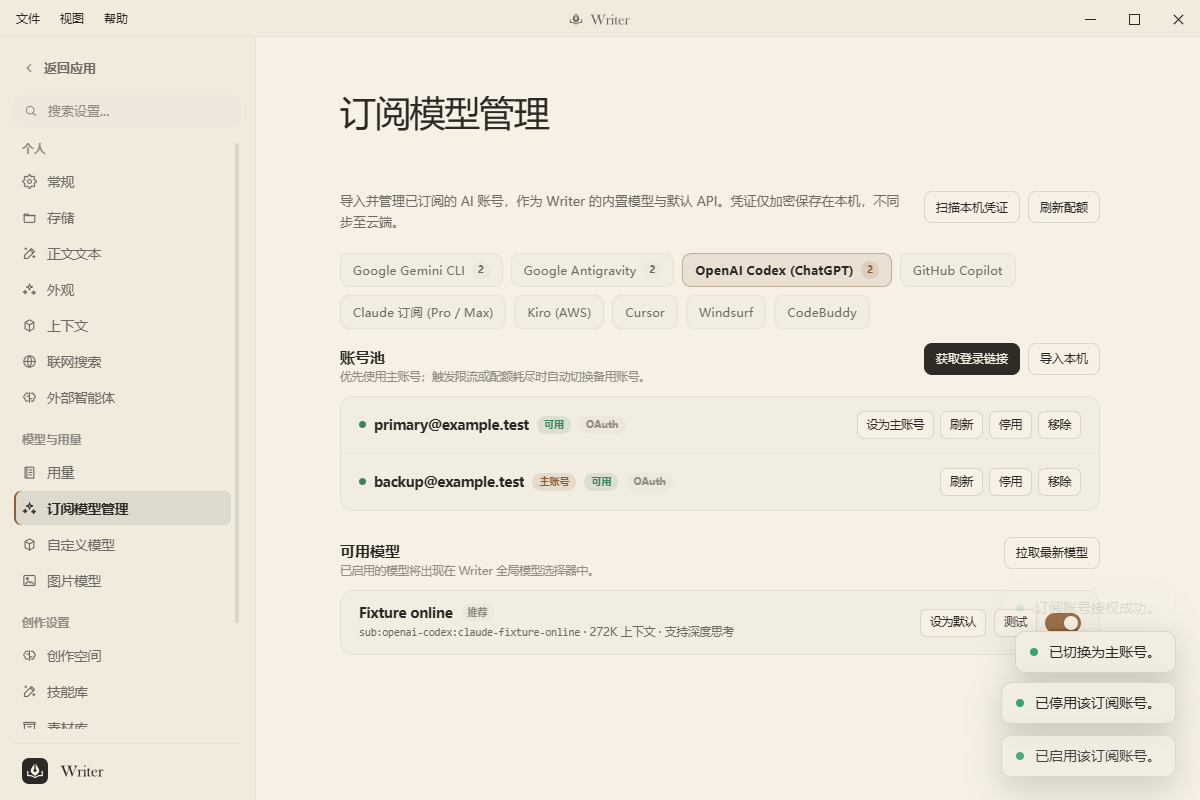 文件 视图 帮助
Writer
返回应用
搜索设置...
个人
常规
存储
正文文本
外观
上下文
联网搜索
外部智能体
模型与用量
用量
订阅模型管理
自定义模型
图片模型
创作设置
创作空间
技能库
素材库
Writer
订阅模型管理
导入并管理已订阅的 AI 账号，作为 Writer 的内置模型与默认 API。凭证仅加密保存在本机，不同
步至云端。
扫描本机凭证 刷新配额
Google Gemini CLI 2 Google Antigravity 2 OpenAI Codex (ChatGPT) 2 GitHub Copilot
Claude 订阅 (Pro / Max) Kiro (AWS) Cursor Windsurf CodeBuddy
账号池
优先使用主账号；触发限流或配额耗尽时自动切换备用账号。
获取登录链接 导入本机
primary@example.test 可用 OAuth 设为主账号 刷新 停用 移除
backup@example.test 主账号 可用 OAuth 刷新 停用 移除
可用模型
已启用的模型将出现在 Writer 全局模型选择器中。
拉取最新模型
Fixture online 推荐
sub:openai-codex:claude-fixture-online · 272K 上下文 · 支持深度思考
设为默认 测试
订阅账号授权成功。
已切换为主账号。
已停用该订阅账号。
已启用该订阅账号。